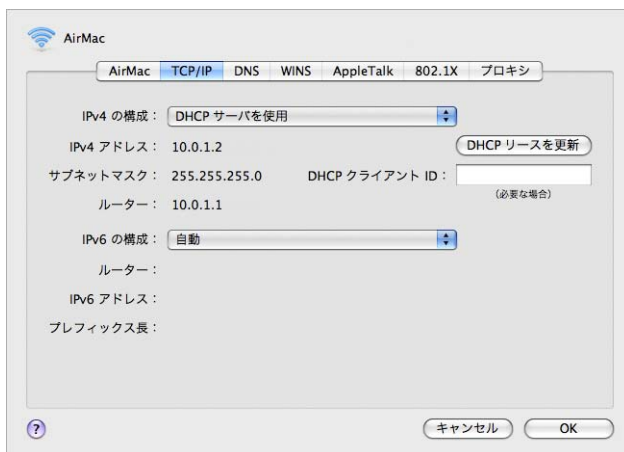 AirMac
AirMac TCP/IP DNS WINS AppleTalk 802.1X プロキシ
IPv4 の構成： DHCP サーバを使用
IPv4 アドレス： 10.0.1.2 DHCP リースを更新
サブネットマスク： 255.255.255.0 DHCP クライアント ID：
(必要な場合)
ルーター： 10.0.1.1
IPv6 の構成： 自動
ルーター：
IPv6 アドレス：
プレフィックス長：
? キャンセル OK